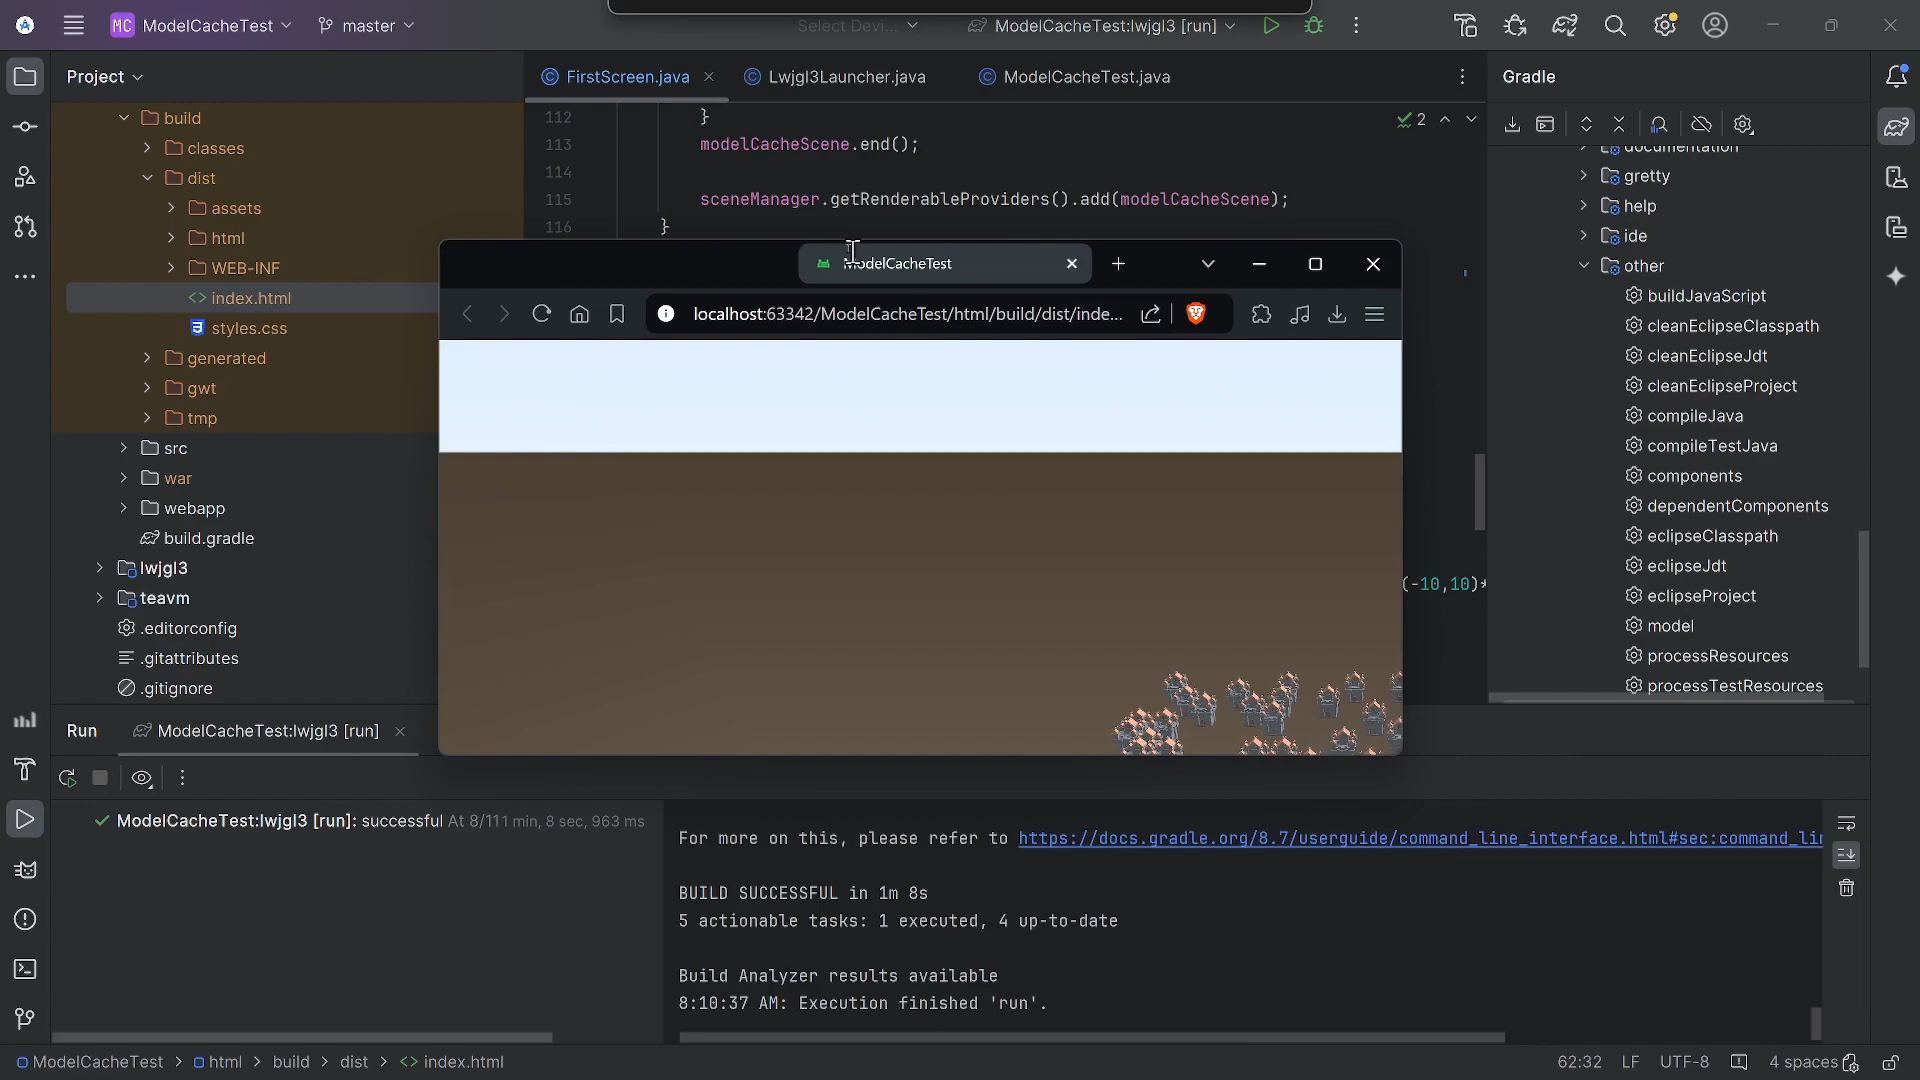 MC ModelCacheTest
master
Select Devi...
ModelCacheTest:lwjgl3 [run]
Project
FirstScreen.java
Lwjgl3Launcher.java
ModelCacheTest.java
Gradle
build
classes
dist
assets
html
WEB-INF
index.html
styles.css
generated
gwt
tmp
src
war
webapp
build.gradle
lwjgl3
teavm
.editorconfig
.gitattributes
.gitignore
112 }
113 modelCacheScene.end();
114
115 sceneManager.getRenderableProviders().add(modelCacheScene);
116 }
2
(-10,10)*
ModelCacheTest
localhost:63342/ModelCacheTest/html/build/dist/inde...
documentation
gretty
help
ide
other
buildJavaScript
cleanEclipseClasspath
cleanEclipseJdt
cleanEclipseProject
compileJava
compileTestJava
components
dependentComponents
eclipseClasspath
eclipseJdt
eclipseProject
model
processResources
processTestResources
Run
ModelCacheTest:lwjgl3 [run]
ModelCacheTest:lwjgl3 [run]: successful At 8/11 1 min, 8 sec, 963 ms
For more on this, please refer to https://docs.gradle.org/8.7/userguide/command_line_interface.html#sec:command_li
BUILD SUCCESSFUL in 1m 8s
5 actionable tasks: 1 executed, 4 up-to-date
Build Analyzer results available
8:10:37 AM: Execution finished 'run'.
ModelCacheTest > html > build > dist > index.html
62:32 LF UTF-8 4 spaces